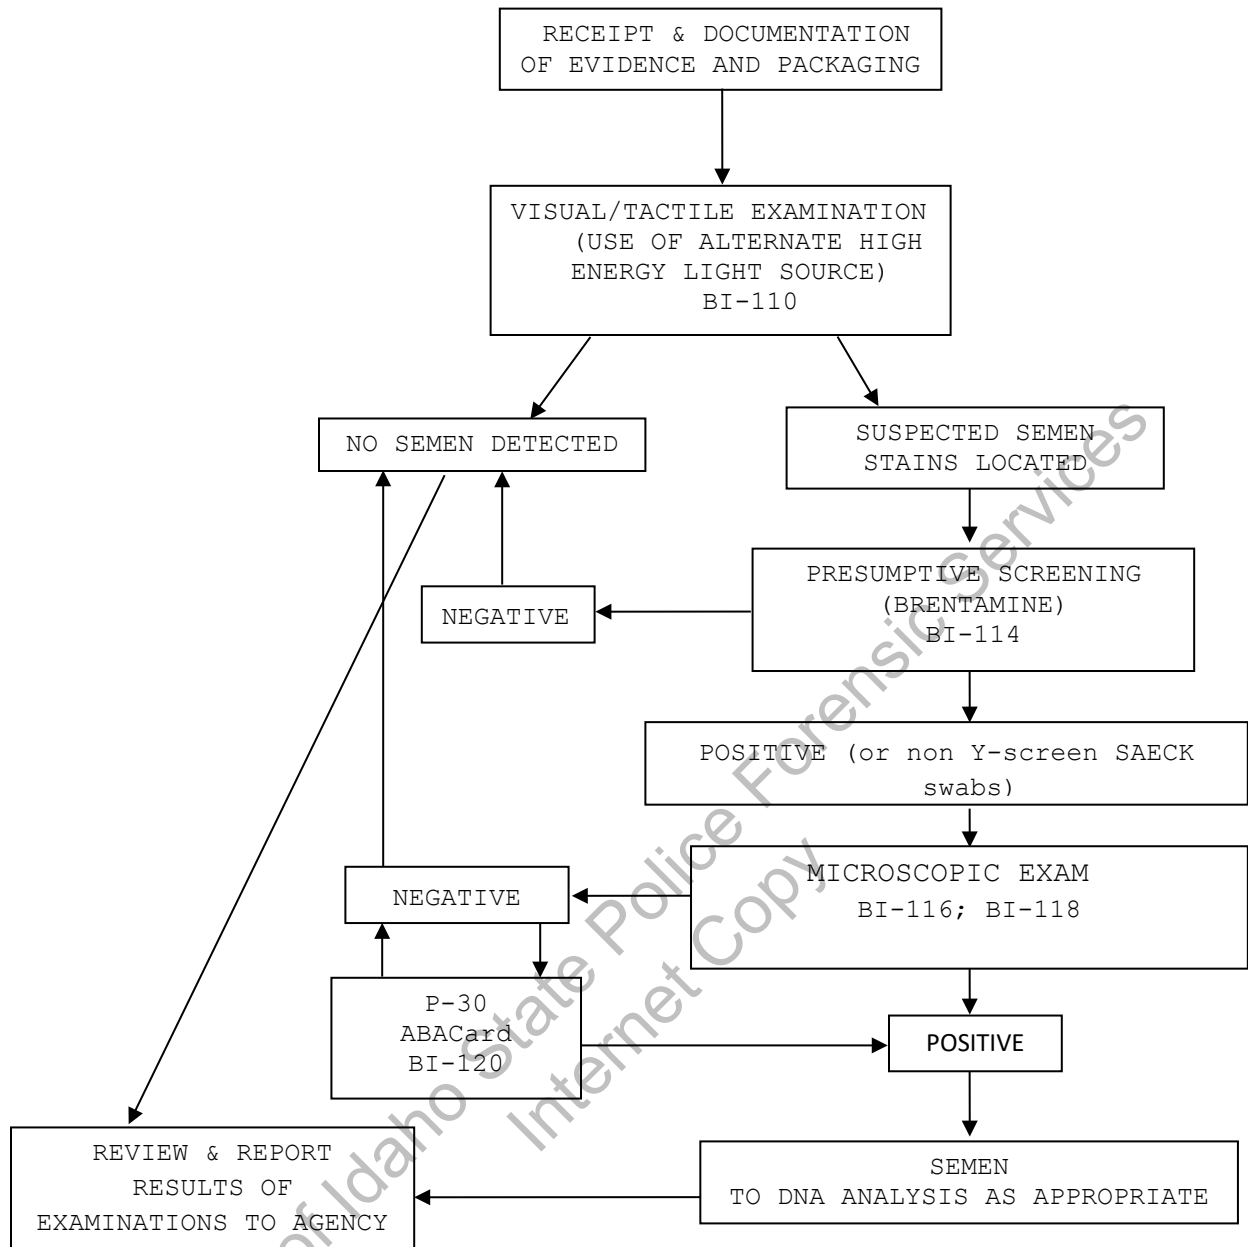 RECEIPT & DOCUMENTATION
OF EVIDENCE AND PACKAGING
VISUAL/TACTILE EXAMINATION
(USE OF ALTERNATE HIGH
ENERGY LIGHT SOURCE)
BI-110
NO SEMEN DETECTED
SUSPECTED SEMEN
STAINS LOCATED
PRESUMPTIVE SCREENING
(BRENTAMINE)
BI-114
NEGATIVE
POSITIVE (or non Y-screen SAECK
swabs)
MICROSCOPIC EXAM
BI-116; BI-118
NEGATIVE
P-30
ABACard
BI-120
POSITIVE
REVIEW & REPORT
RESULTS OF
EXAMINATIONS TO AGENCY
SEMEN
TO DNA ANALYSIS AS APPROPRIATE
of Idaho State Police Forensic Services
Internet Copy